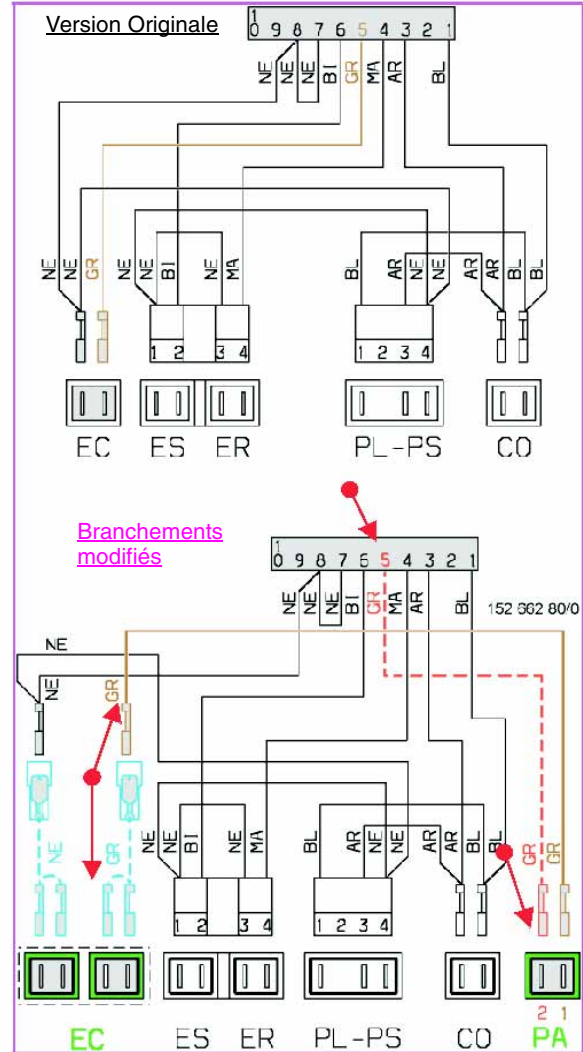 Version Originale
1
0 9 8 7 6 5 4 3 2 1
NE NE NE BI GR MA AR BL
NE NE GR NE NE BI NE MA BL AR NE NE AR AR BL BL
1 2 3 4
1 2 3 4
EC ES ER PL-PS CO
Branchements
modifiés
1
0 9 8 7 6 5 4 3 2 1
NE NE NE BI GR MA AR BL
152 662 80/0
NE
NE GR
NE GR
NE NE BI NE MA BL AR NE NE AR AR BL BL GR GR
1 2 3 4
1 2 3 4
2 1
EC ES ER PL-PS CO PA